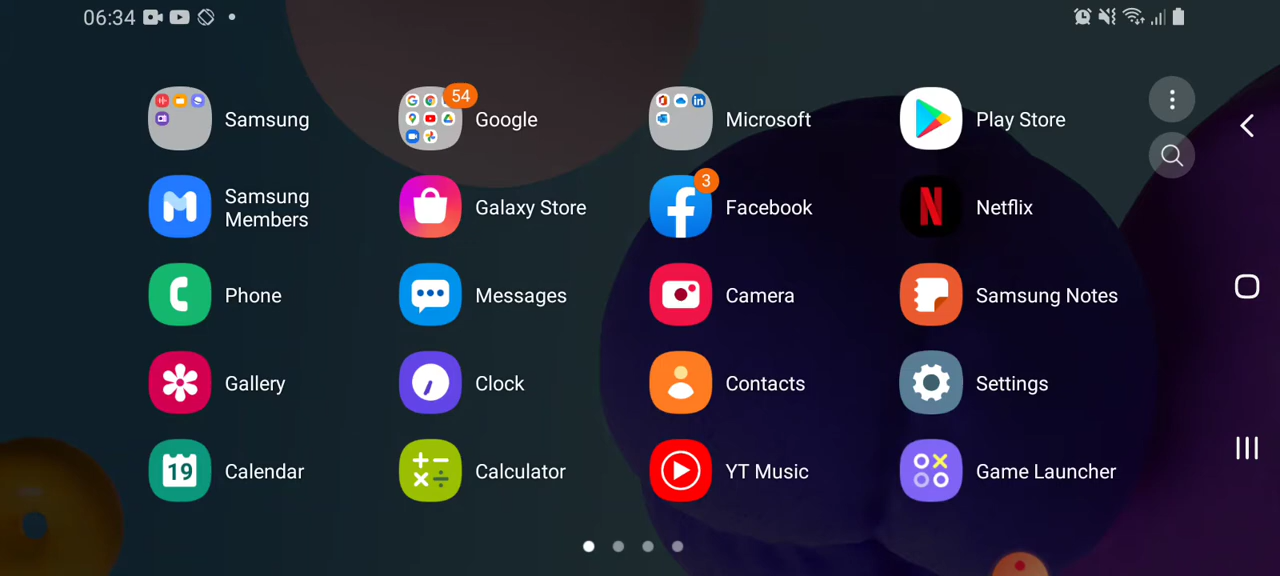 06:34
Samsung
54
Google
Microsoft
Play Store
Samsung
Members
Galaxy Store
3
Facebook
N
Netflix
Phone
Messages
Camera
Samsung Notes
Gallery
Clock
Contacts
Settings
19
Calendar
Calculator
YT Music
Game Launcher